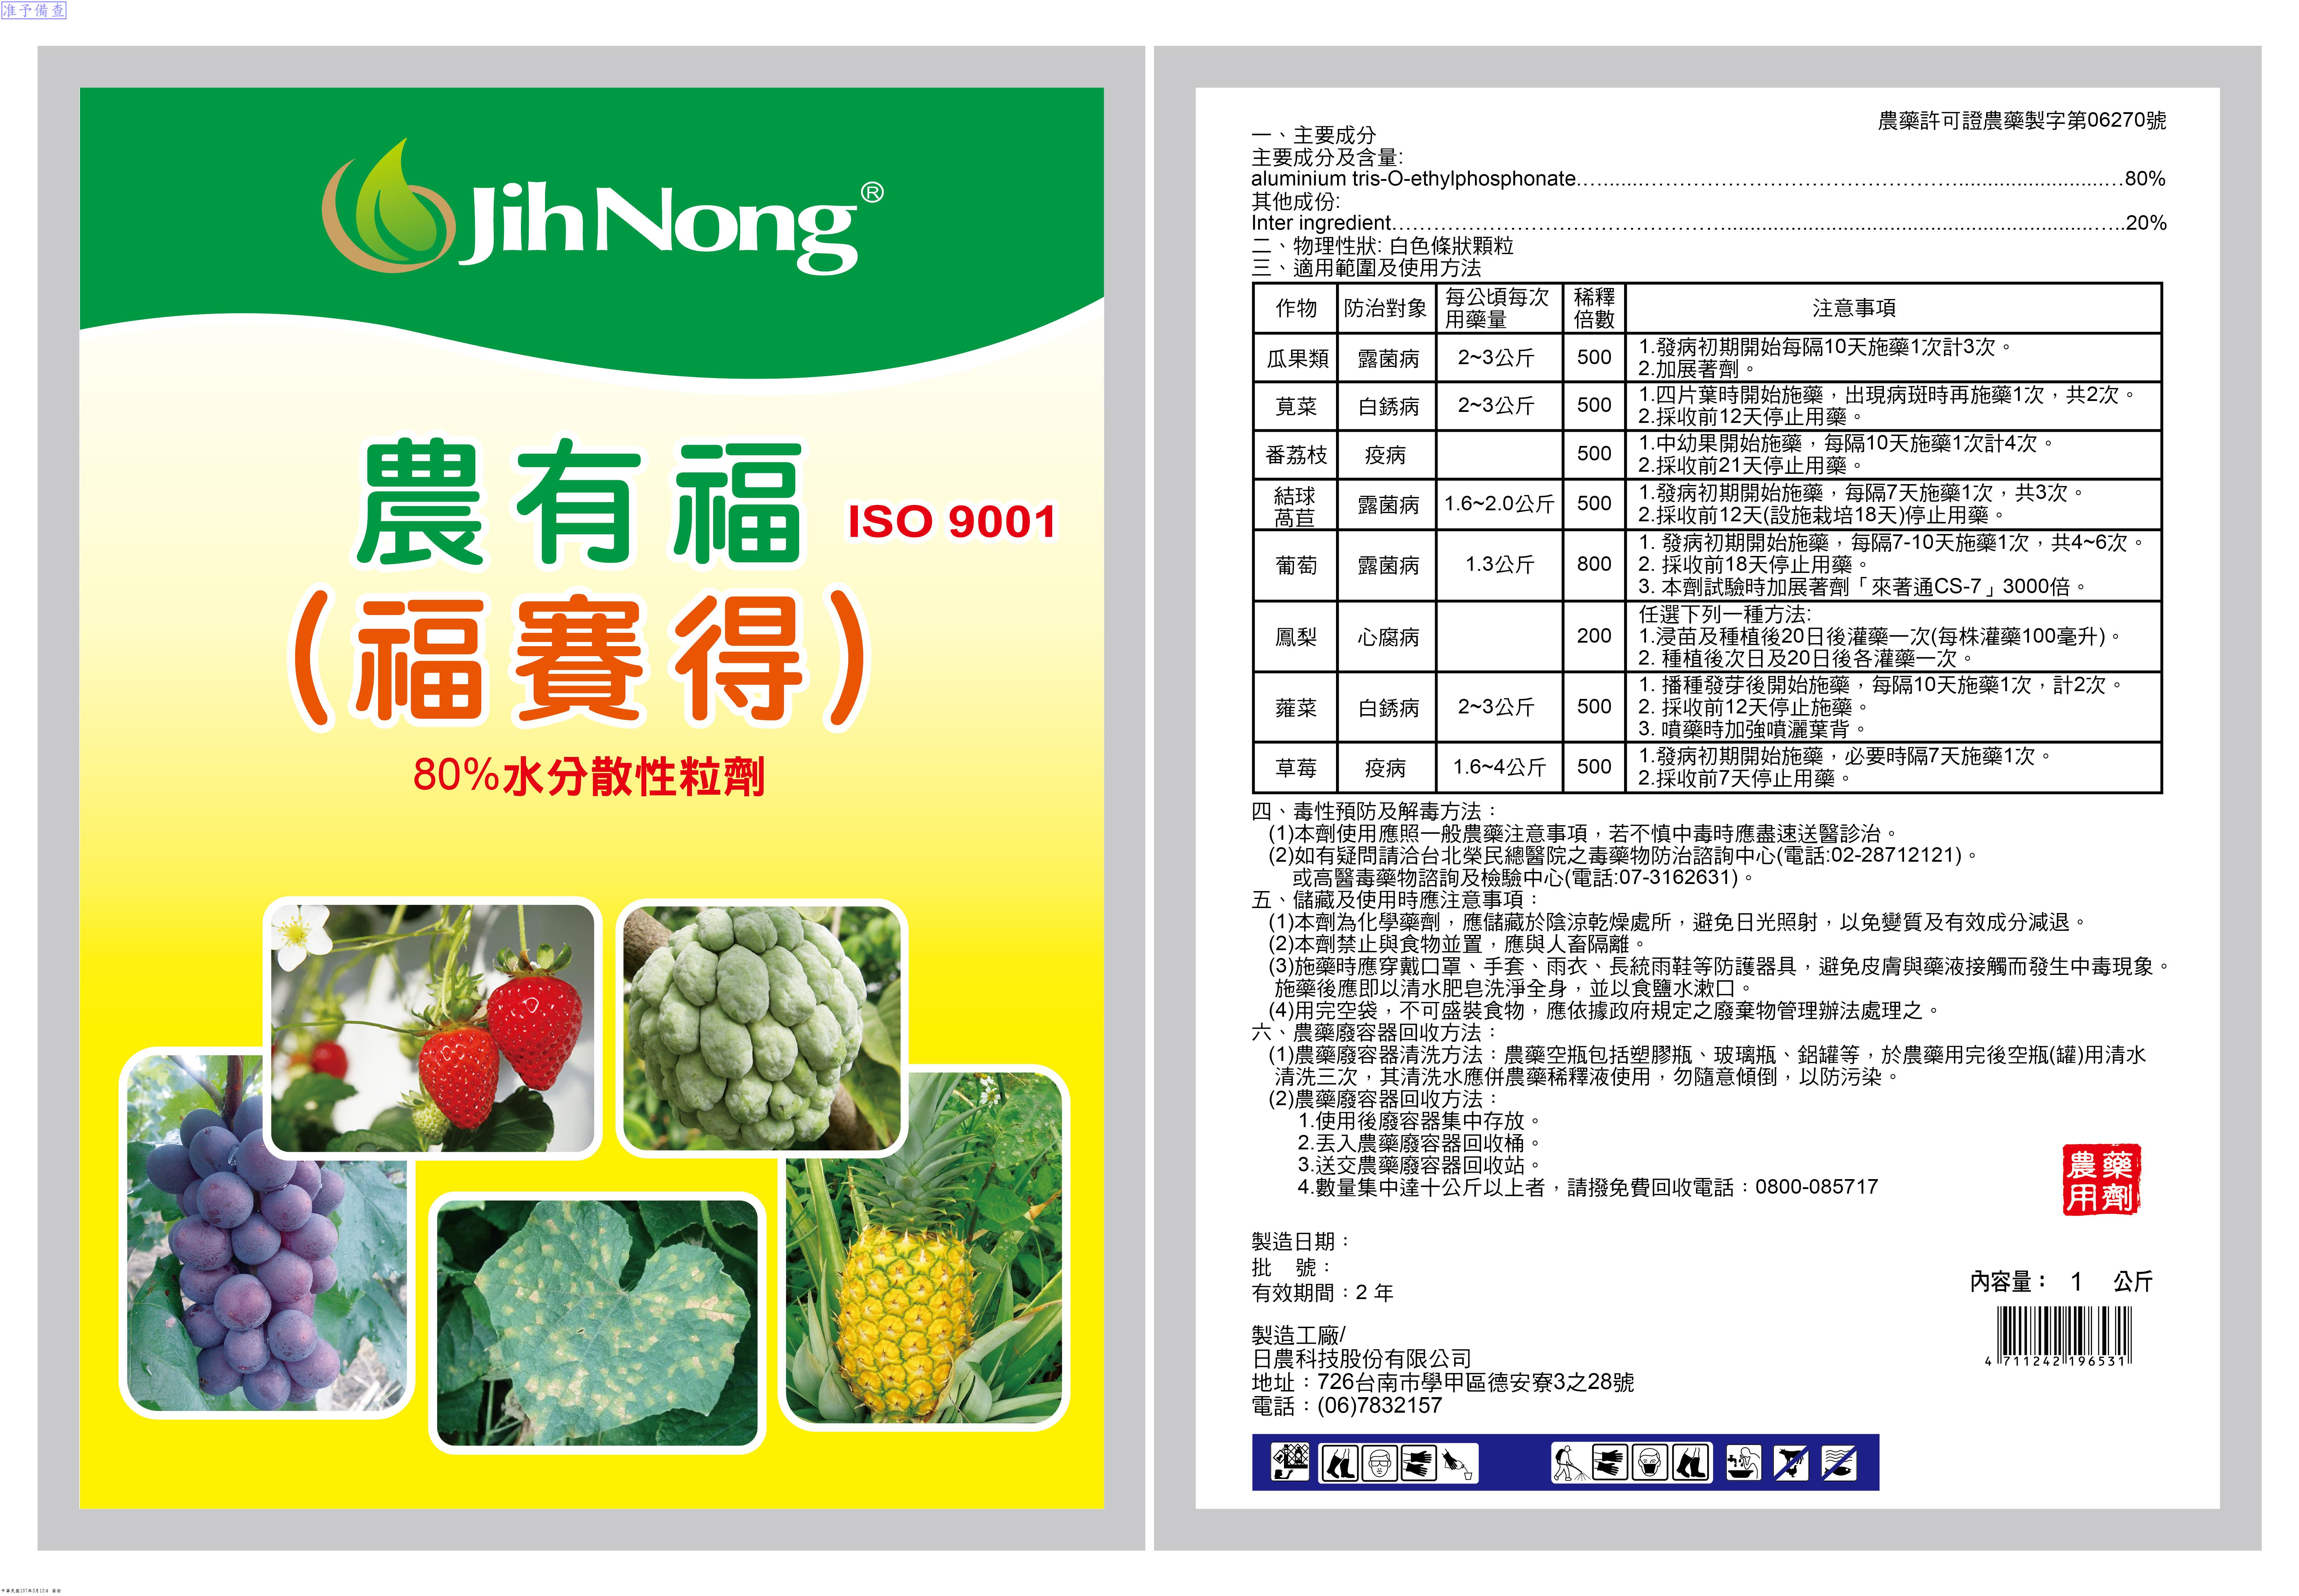 准予備查
JihNong®
農有福
ISO 9001
(福賽得)
80%水分散性粒劑
農藥許可證農藥製字第06270號
一、主要成分
主要成分及含量:
aluminium tris-O-ethylphosphonate……………………………………………………80%
其他成份:
Inter ingredient……………………………………………………………………20%
二、物理性狀: 白色條狀顆粒
三、適用範圍及使用方法
作物 防治對象 每公頃每次用藥量 稀釋倍數 注意事項
瓜果類 露菌病 2~3公斤 500 1.發病初期開始每隔10天施藥1次計3次。
2.加展著劑。
莧菜 白銹病 2~3公斤 500 1.四片葉時開始施藥，出現病斑時再施藥1次，共2次。
2.採收前12天停止用藥。
番荔枝 疫病 500 1.中幼果開始施藥，每隔10天施藥1次計4次。
2.採收前21天停止用藥。
結球萵苣 露菌病 1.6~2.0公斤 500 1.發病初期開始施藥，每隔7天施藥1次，共3次。
2.採收前12天(設施栽培18天)停止用藥。
葡萄 露菌病 1.3公斤 800 1. 發病初期開始施藥，每隔7-10天施藥1次，共4~6次。
2. 採收前18天停止用藥。
3. 本劑試驗時加展著劑「來著通CS-7」3000倍。
鳳梨 心腐病 200 任選下列一種方法:
1.浸苗及種植後20日後灌藥一次(每株灌藥100毫升)。
2. 種植後次日及20日後各灌藥一次。
蕹菜 白銹病 2~3公斤 500 1. 播種發芽後開始施藥，每隔10天施藥1次，計2次。
2. 採收前12天停止施藥。
3. 噴藥時加強噴灑葉背。
草莓 疫病 1.6~4公斤 500 1.發病初期開始施藥，必要時隔7天施藥1次。
2.採收前7天停止用藥。
四、毒性預防及解毒方法：
(1)本劑使用應照一般農藥注意事項，若不慎中毒時應盡速送醫診治。
(2)如有疑問請洽台北榮民總醫院之毒藥物防治諮詢中心(電話:02-28712121)。
或高醫毒藥物諮詢及檢驗中心(電話:07-3162631)。
五、儲藏及使用時應注意事項：
(1)本劑為化學藥劑，應儲藏於陰涼乾燥處所，避免日光照射，以免變質及有效成分減退。
(2)本劑禁止與食物並置，應與人畜隔離。
(3)施藥時應穿戴口罩、手套、雨衣、長統雨鞋等防護器具，避免皮膚與藥液接觸而發生中毒現象。
施藥後應即以清水肥皂洗淨全身，並以食鹽水漱口。
(4)用完空袋，不可盛裝食物，應依據政府規定之廢棄物管理辦法處理之。
六、農藥廢容器回收方法：
(1)農藥廢容器清洗方法：農藥空瓶包括塑膠瓶、玻璃瓶、鋁罐等，於農藥用完後空瓶(罐)用清水
清洗三次，其清洗水應併農藥稀釋液使用，勿隨意傾倒，以防污染。
(2)農藥廢容器回收方法：
1.使用後廢容器集中存放。
2.丟入農藥廢容器回收桶。
3.送交農藥廢容器回收站。
4.數量集中達十公斤以上者，請撥免費回收電話：0800-085717
農藥
用劑
製造日期：
批 號：
有效期間：2 年
內容量： 1 公斤
4 711242 196531
製造工廠/
日農科技股份有限公司
地址：726台南市學甲區德安寮3之28號
電話：(06)7832157